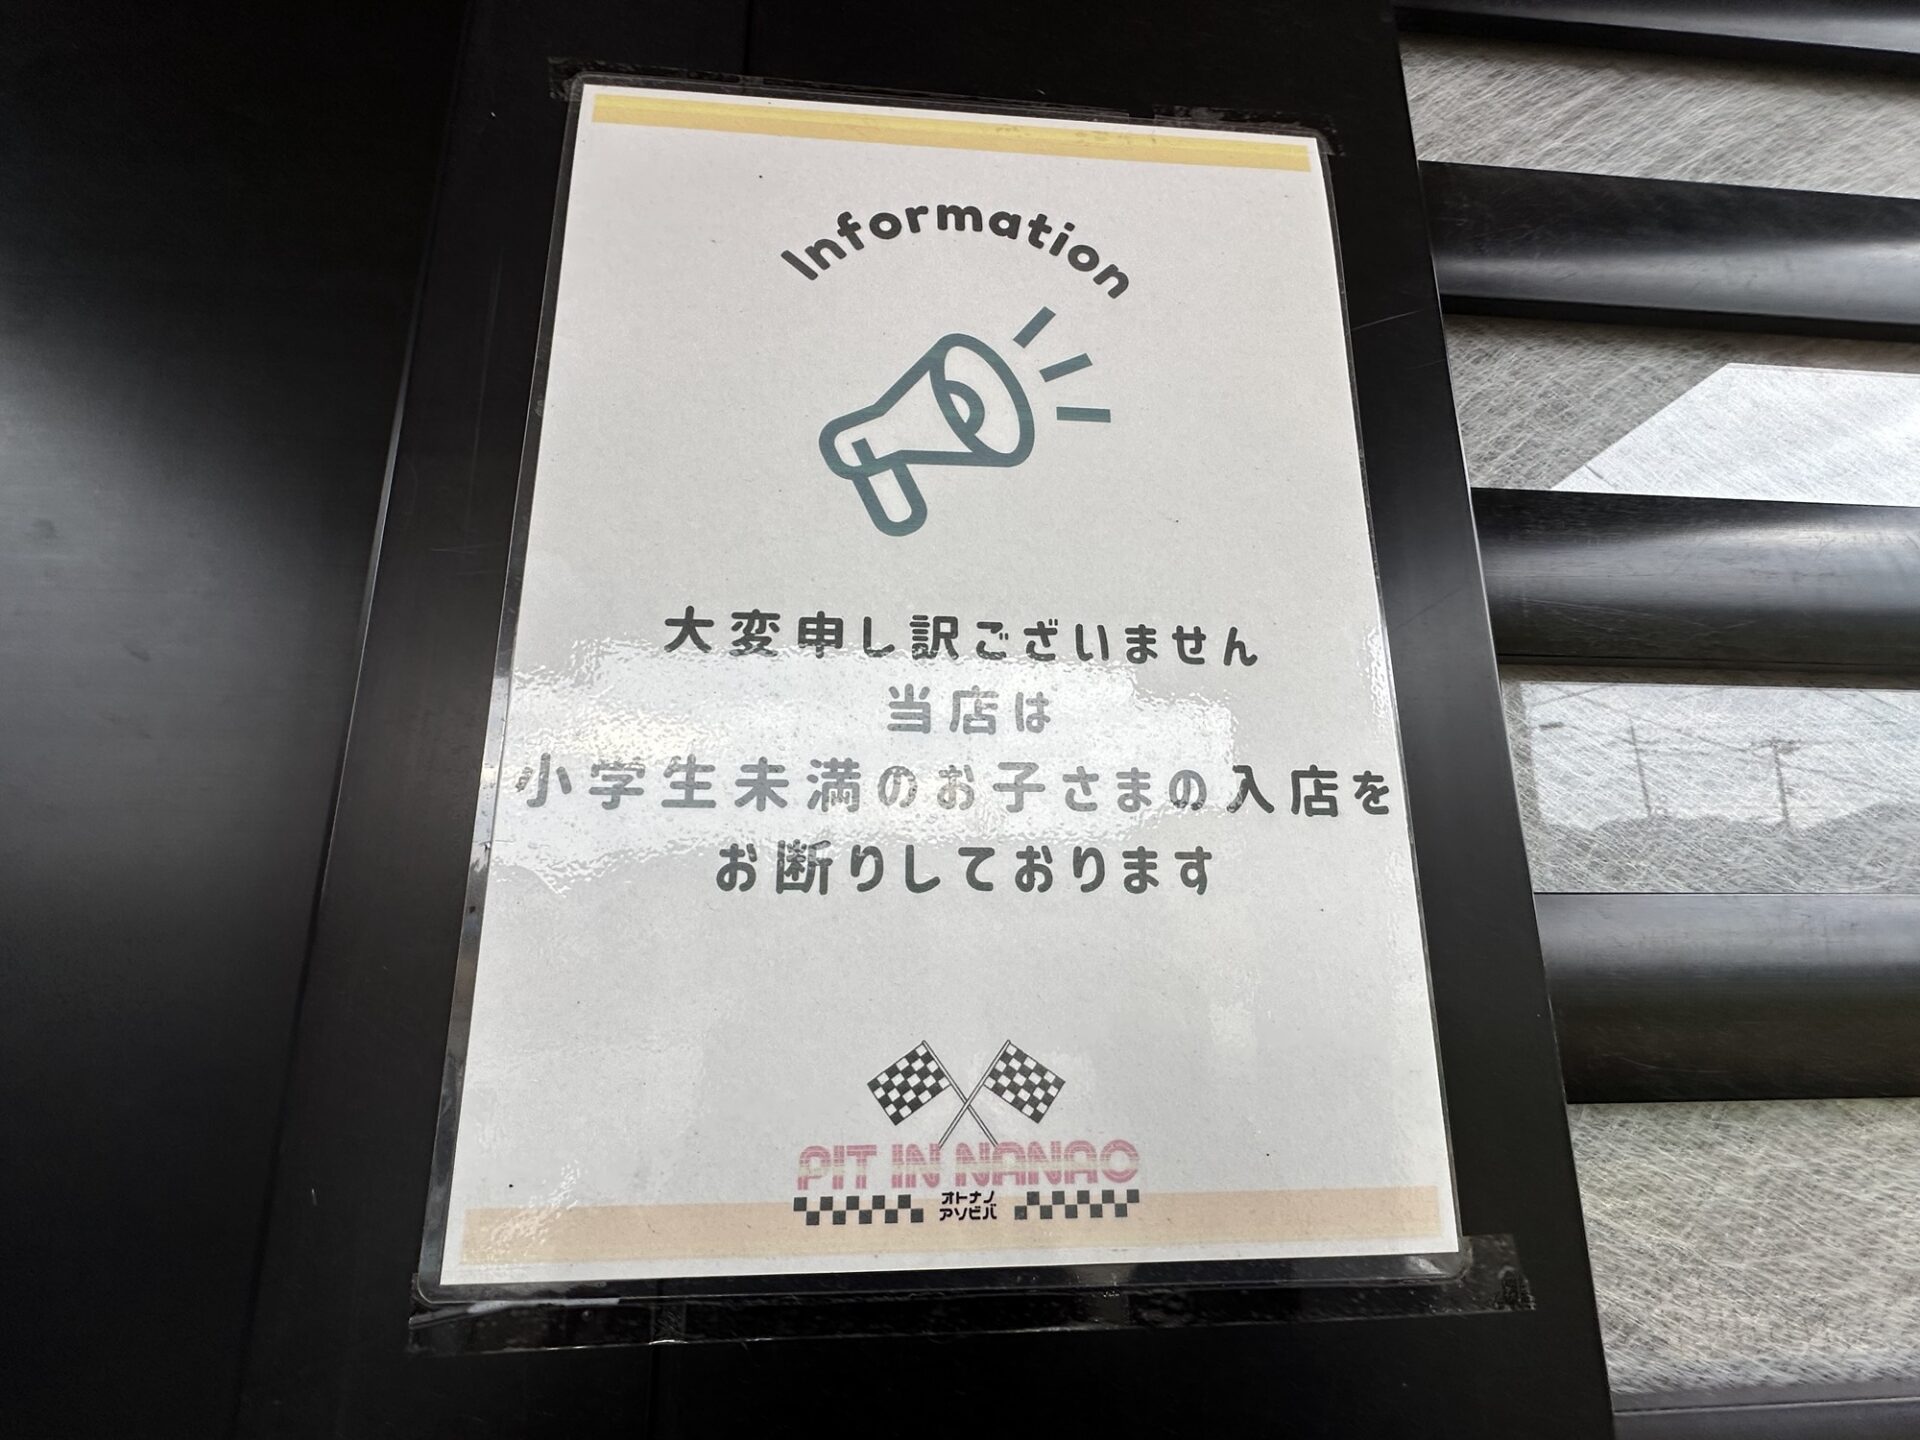 Information
大変申し訳ございません
当店は
小学生未満のお子さまの入店を
お断りしております
PIT IN NANAO
オトナノ
アソビバ